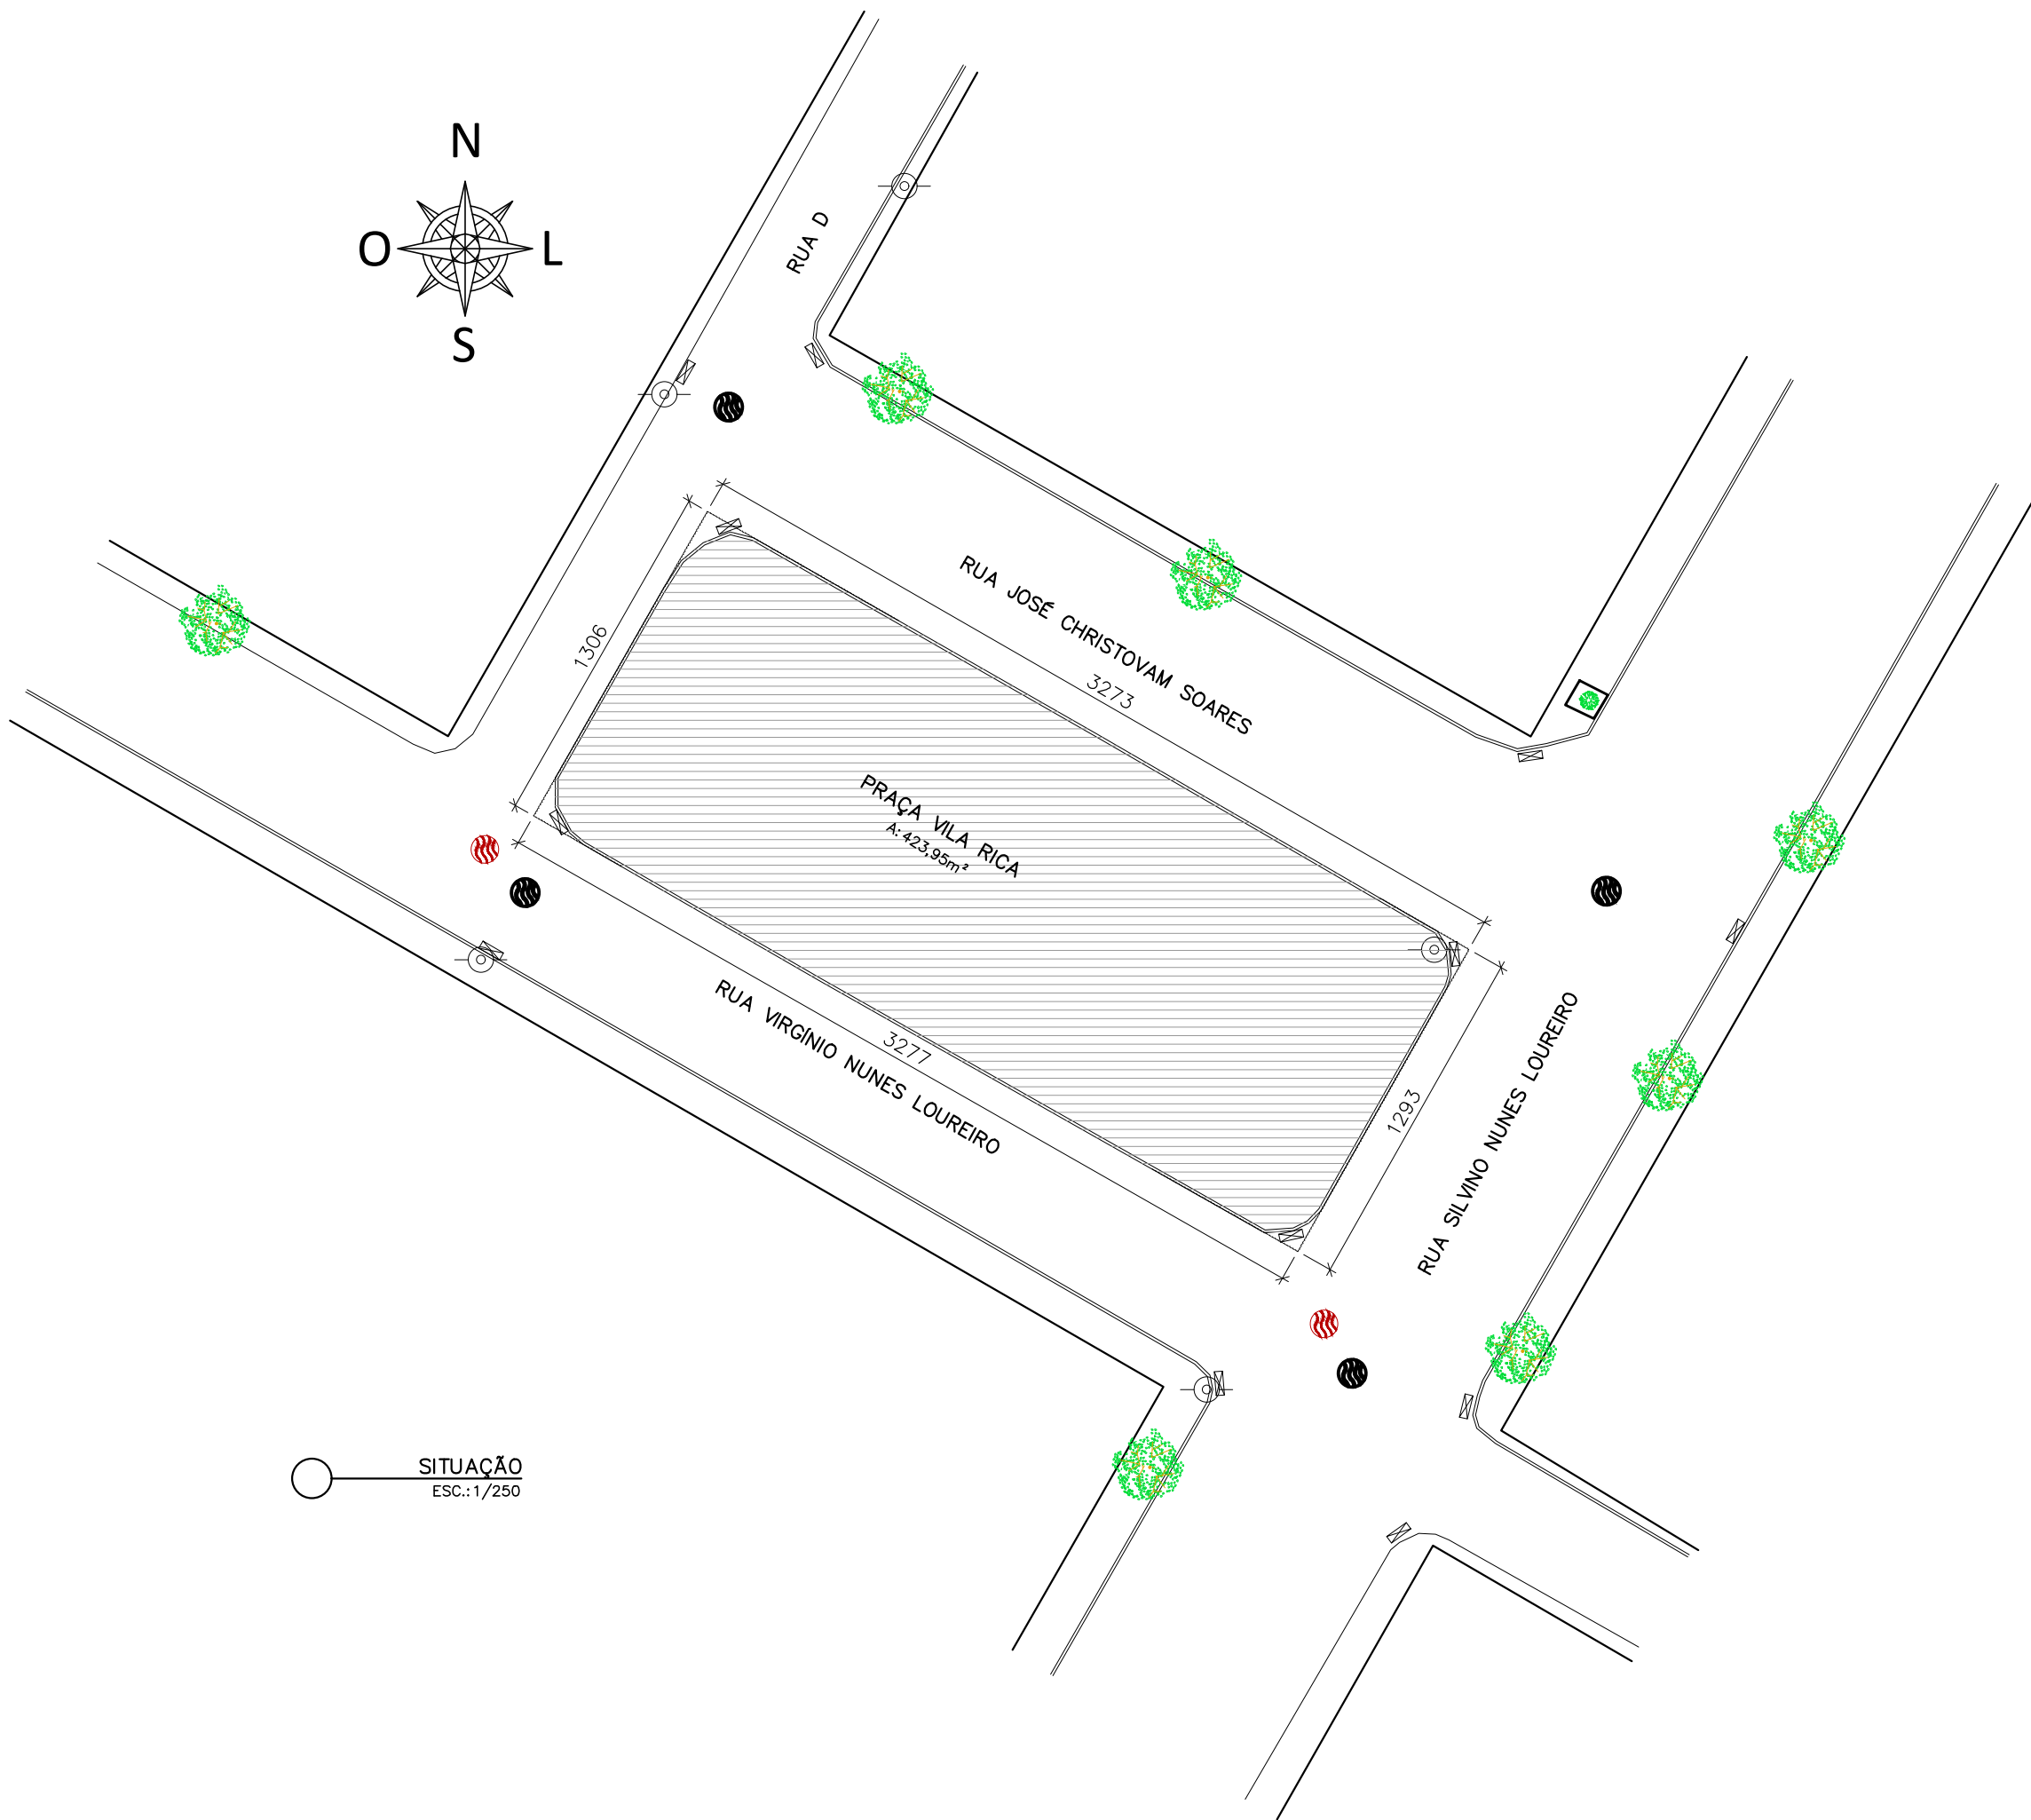 N
O
L
S
RUA D
RUA JOSÉ CHRISTOVAM SOARES
3273
1306
PRAÇA VILA RICA
A: 423,95m²
3277
RUA VIRGÍNIO NUNES LOUREIRO
1293
RUA SILVINO NUNES LOUREIRO
SITUAÇÃO
ESC.: 1/250